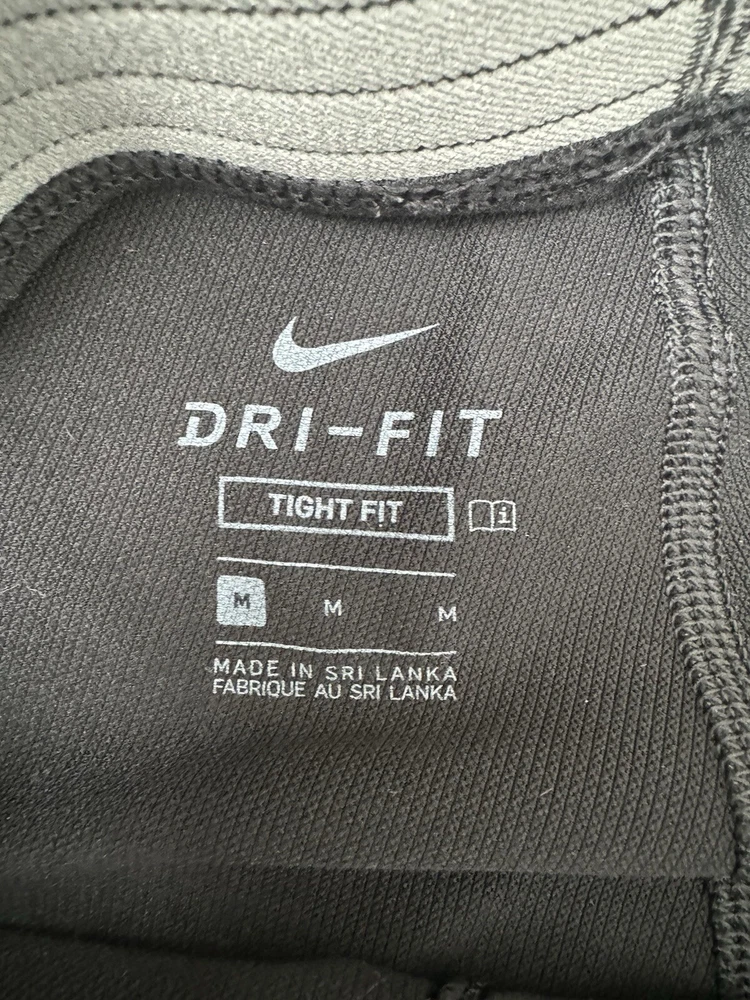 DRI-FIT
TIGHT FIT i
M M M
MADE IN SRI LANKA
FABRIQUE AU SRI LANKA